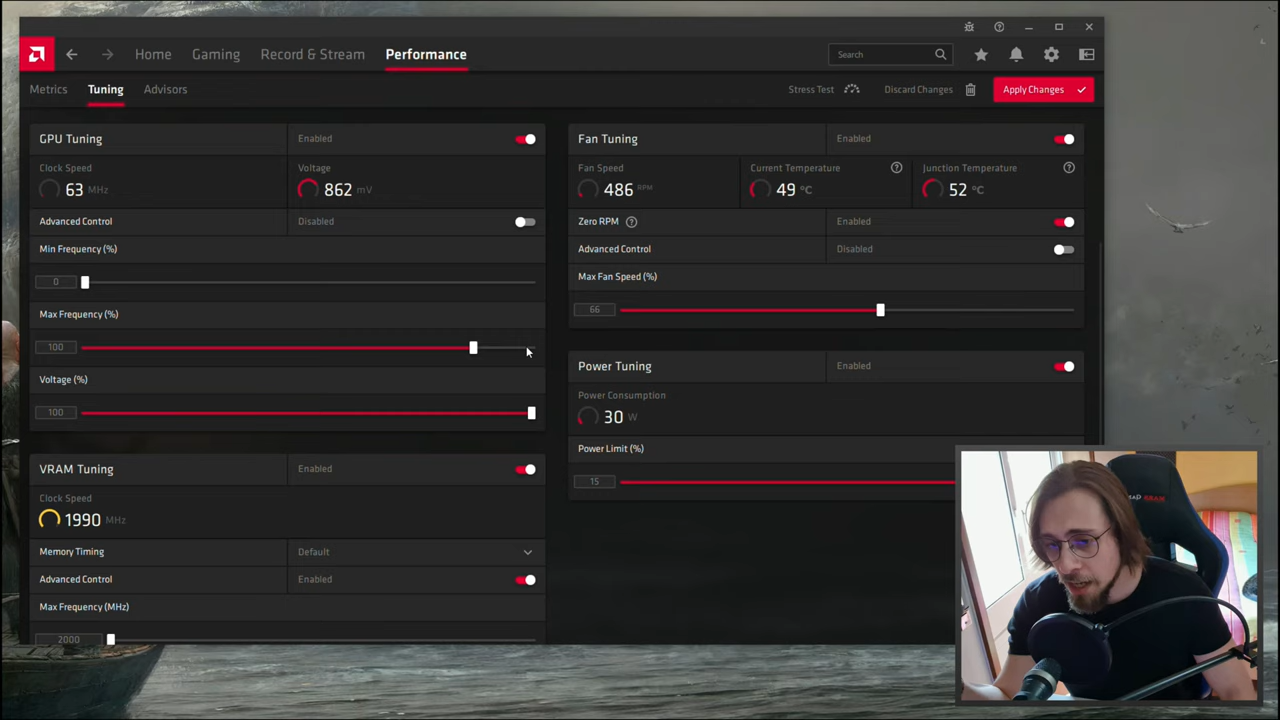 Home
Gaming
Record & Stream
Performance
Search
Metrics
Tuning
Advisors
Stress Test
Discard Changes
Apply Changes
GPU Tuning
Enabled
Clock Speed
63 MHz
Voltage
862 mV
Advanced Control
Disabled
Min Frequency (%)
0
Max Frequency (%)
100
Voltage (%)
100
VRAM Tuning
Enabled
Clock Speed
1990 MHz
Memory Timing
Default
Advanced Control
Enabled
Max Frequency (MHz)
2000
Fan Tuning
Enabled
Fan Speed
486 RPM
Current Temperature
49 °C
Junction Temperature
52 °C
Zero RPM
Enabled
Advanced Control
Disabled
Max Fan Speed (%)
66
Power Tuning
Enabled
Power Consumption
30 W
Power Limit (%)
15